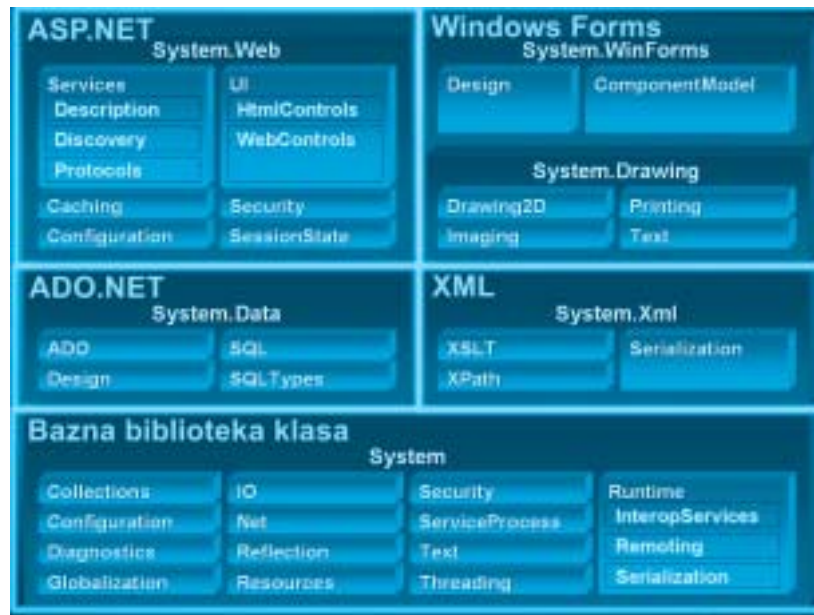 ASP.NET
System.Web
Services
Description
Discovery
Protocols
UI
HtmlControls
WebControls
Caching
Security
Configuration
SessionState
Windows Forms
System.WinForms
Design
ComponentModel
System.Drawing
Drawing2D
Printing
Imaging
Text
ADO.NET
System.Data
ADO
SQL
Design
SQLTypes
XML
System.Xml
XSLT
Serialization
XPath
Bazna biblioteka klasa
System
Collections
IO
Security
Runtime
Configuration
Net
ServiceProcess
InteropServices
Diagnostics
Reflection
Text
Remoting
Globalization
Resources
Threading
Serialization